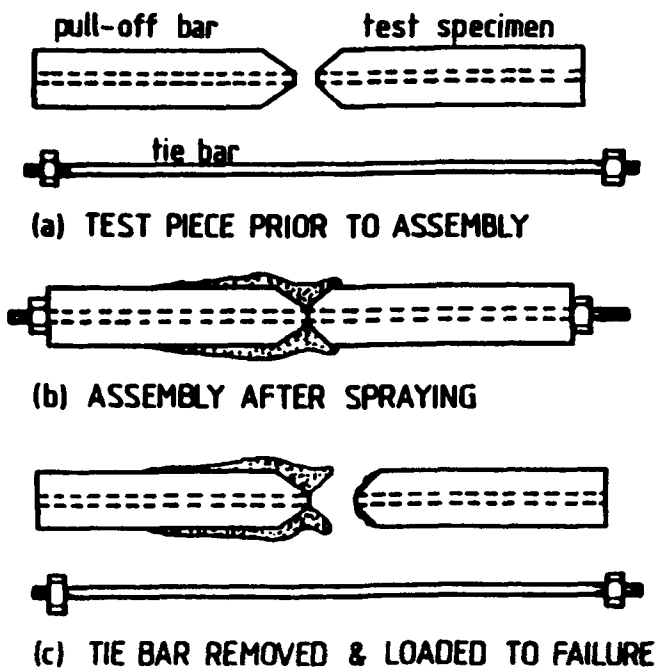 pull-off bar test specimen
tie bar
(a) TEST PIECE PRIOR TO ASSEMBLY
(b) ASSEMBLY AFTER SPRAYING
(c) TIE BAR REMOVED & LOADED TO FAILURE